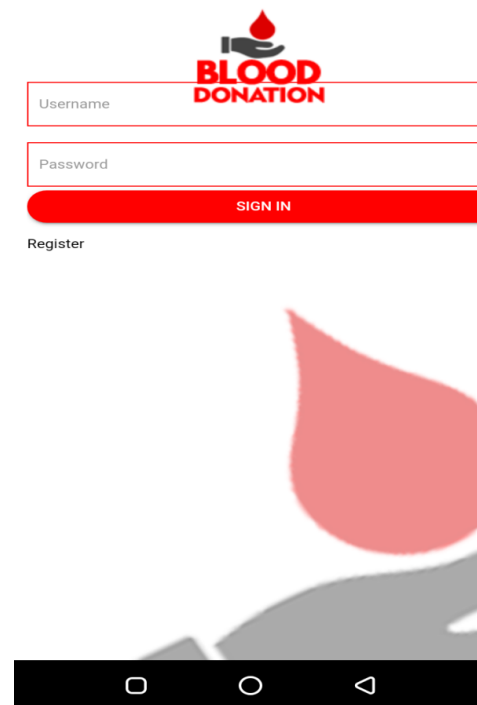 BLOOD
DONATION
Username
Password
SIGN IN
Register